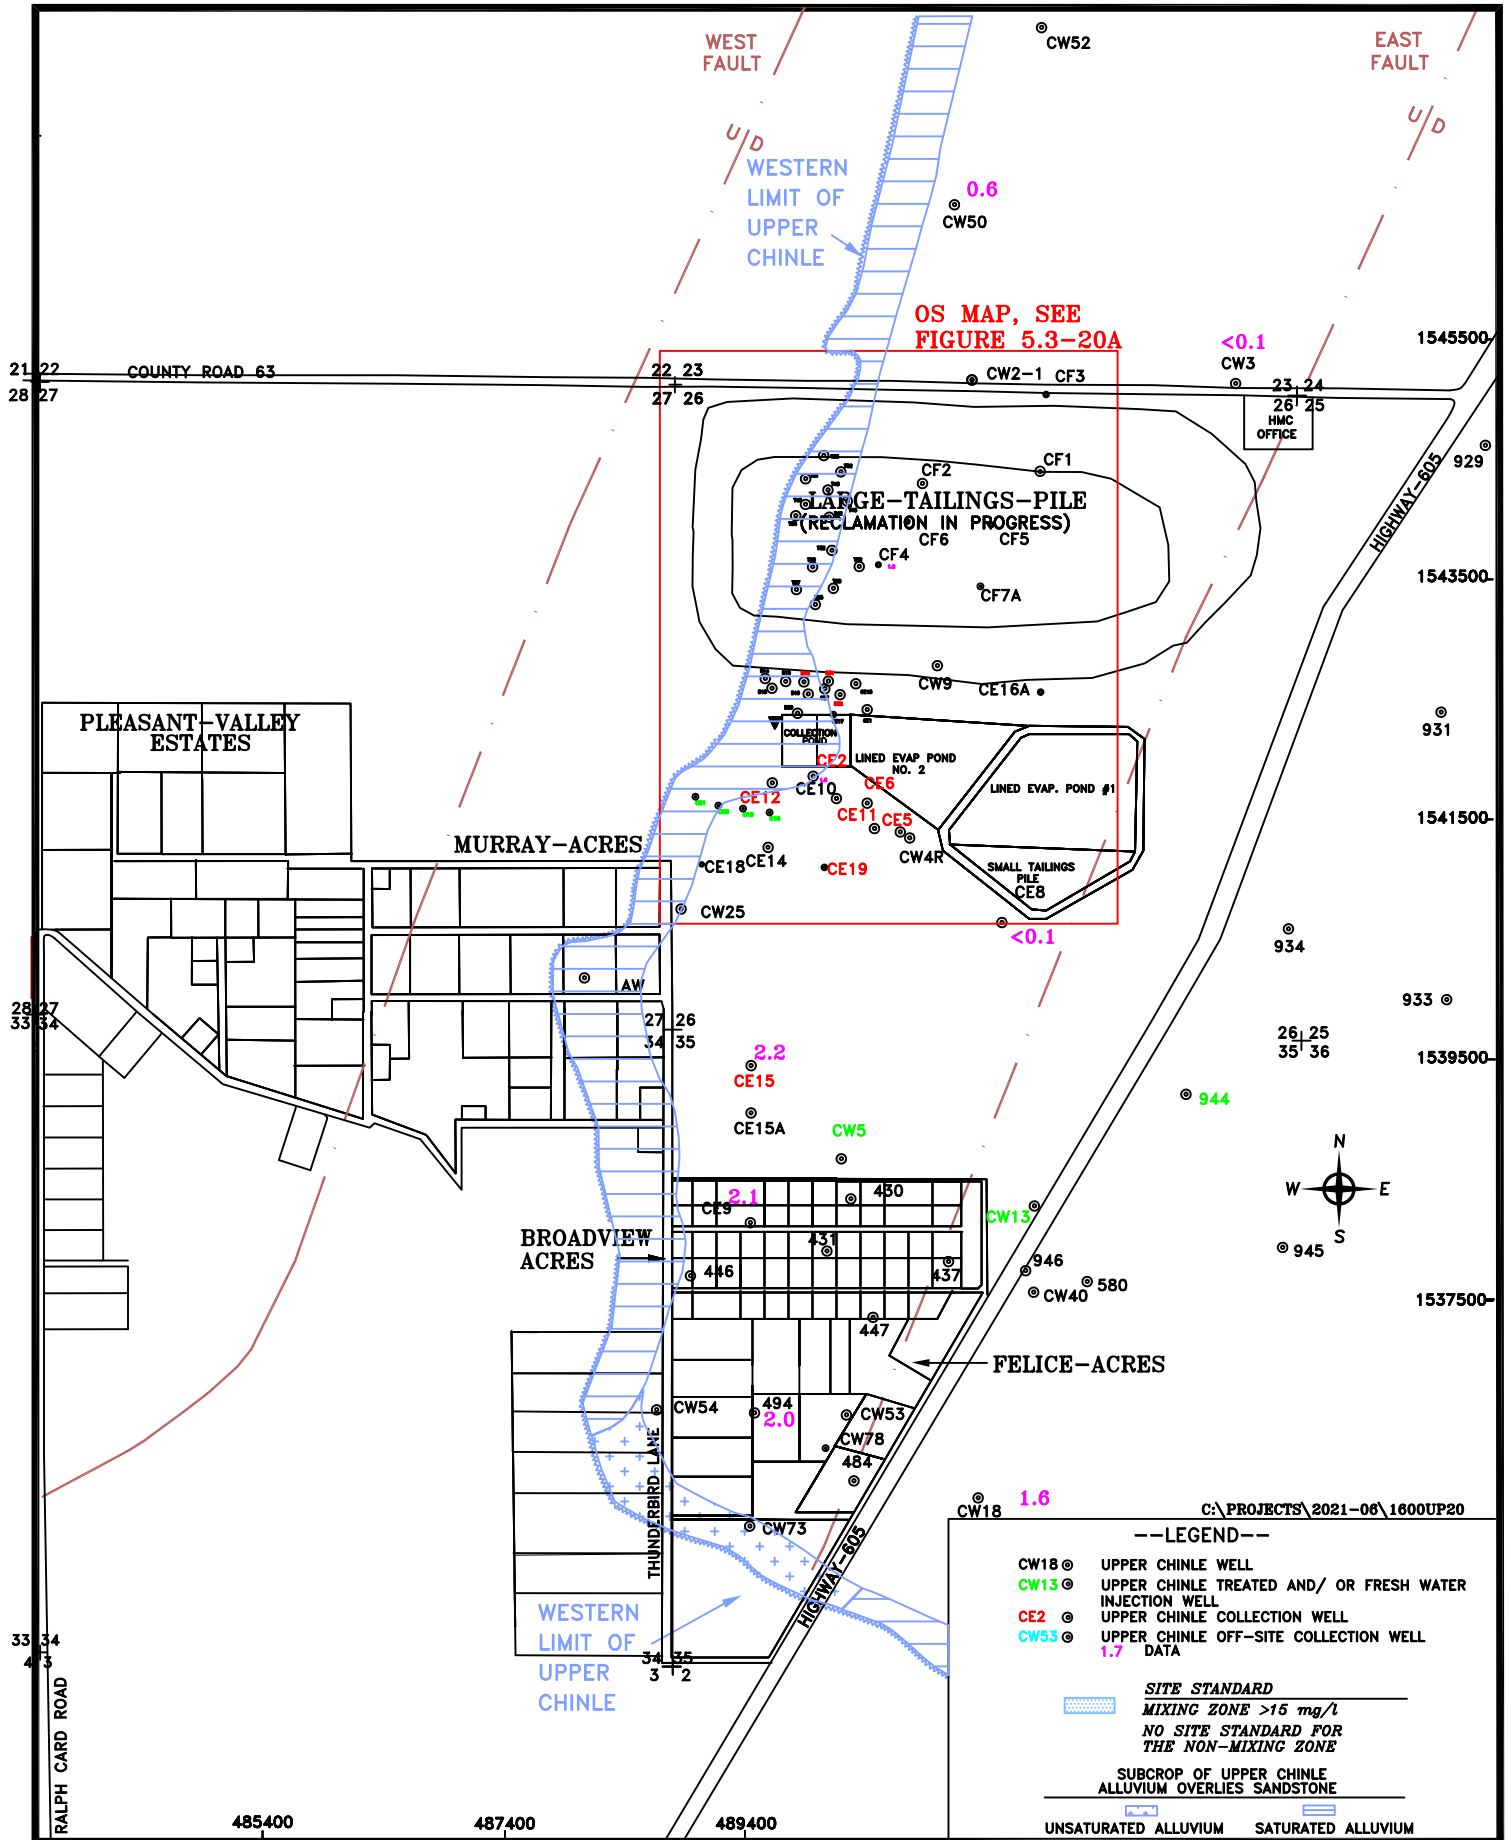 WEST
FAULT
EAST
FAULT
CW52
U/D
U/D
WESTERN
LIMIT OF
UPPER
CHINLE
0.6
CW50
OS MAP, SEE
FIGURE 5.3-20A
1545500
<0.1
CW3
21 22
28 27
COUNTY ROAD 63
22 23
27 26
CW2-1
CF3
23 24
26 25
HMC
OFFICE
929
HIGHWAY-605
CF2
CF1
LARGE-TAILINGS-PILE
(RECLAMATION IN PROGRESS)
CF6
CF5
CF4
CF7A
1543500
CW9
CE16A
931
PLEASANT-VALLEY
ESTATES
COLLECTION
POND
LINED EVAP POND
NO. 2
LINED EVAP. POND #1
CE2
CE10
CE6
CE12
CE11
CE5
CW4R
1541500
MURRAY-ACRES
CE18
CE14
CE19
SMALL TAILINGS
PILE
CE8
CW25
<0.1
934
AW
933
28 27
33 34
27 26
34 35
26 25
35 36
1539500
2.2
CE15
CE15A
944
CW5
N
W E
S
2.1
CE9
430
CW13
BROADVIEW
ACRES
431
446
437
946
945
580
CW40
1537500
447
FELICE-ACRES
CW54
494
2.0
CW53
CW78
484
THUNDERBIRD LANE
CW73
CW18
1.6
HIGHWAY-605
C:\PROJECTS\2021-06\1600UP20
--LEGEND--
CW18 UPPER CHINLE WELL
CW13 UPPER CHINLE TREATED AND/ OR FRESH WATER
INJECTION WELL
CE2 UPPER CHINLE COLLECTION WELL
CW53 UPPER CHINLE OFF-SITE COLLECTION WELL
1.7 DATA
SITE STANDARD
MIXING ZONE >15 mg/l
NO SITE STANDARD FOR
THE NON-MIXING ZONE
SUBCROP OF UPPER CHINLE
ALLUVIUM OVERLIES SANDSTONE
UNSATURATED ALLUVIUM SATURATED ALLUVIUM
WESTERN
LIMIT OF
UPPER
CHINLE
33 34
4 3
34 35
3 2
RALPH CARD ROAD
485400
487400
489400